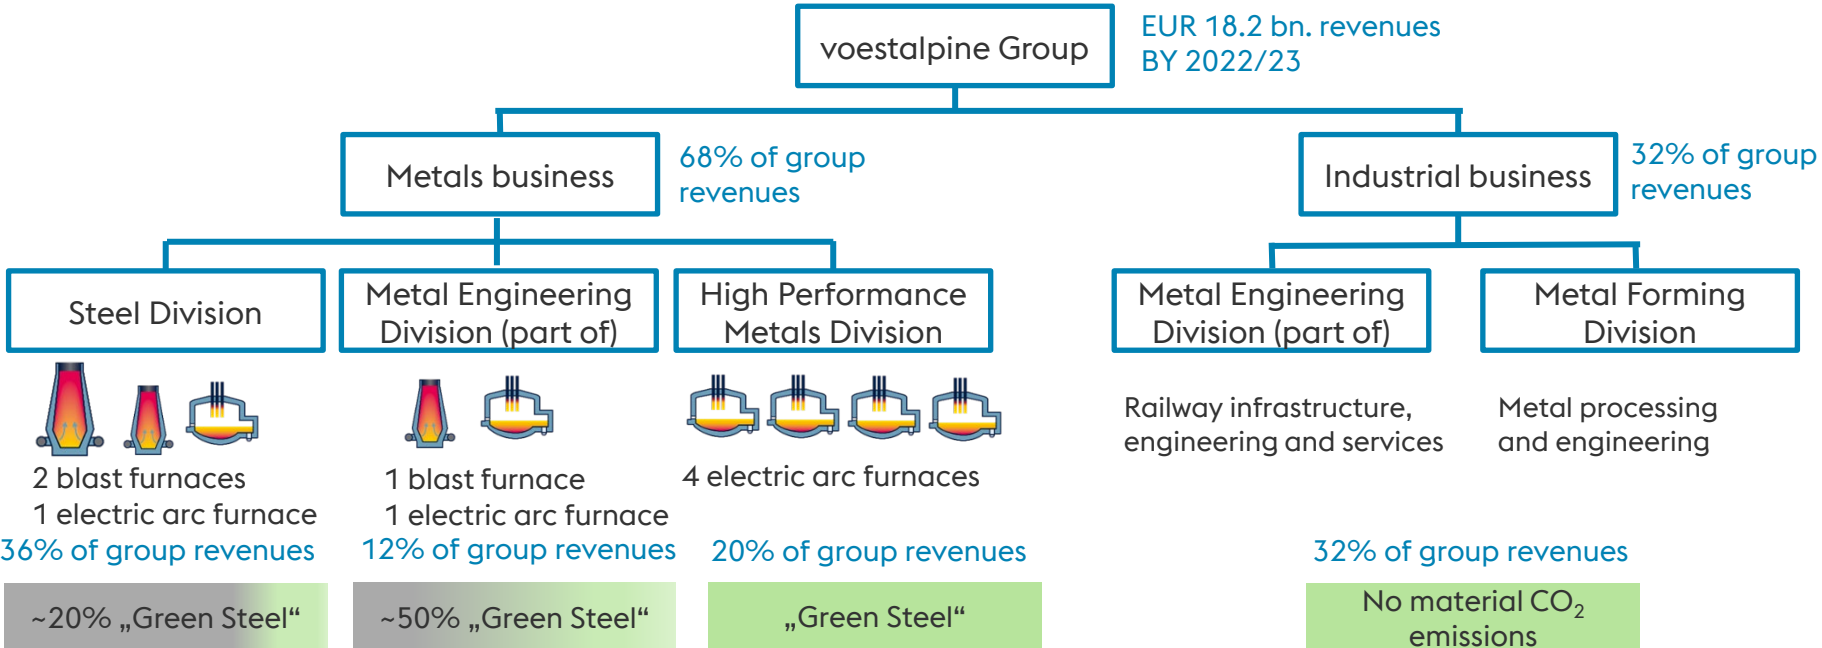 voestalpine Group
EUR 18.2 bn. revenues
BY 2022/23
Metals business
68% of group
revenues
Industrial business
32% of group
revenues
Steel Division
Metal Engineering
Division (part of)
High Performance
Metals Division
Metal Engineering
Division (part of)
Metal Forming
Division
2 blast furnaces
1 electric arc furnace
36% of group revenues
~20% „Green Steel“
1 blast furnace
1 electric arc furnace
12% of group revenues
~50% „Green Steel“
4 electric arc furnaces
20% of group revenues
„Green Steel“
Railway infrastructure,
engineering and services
Metal processing
and engineering
32% of group revenues
No material CO₂
emissions